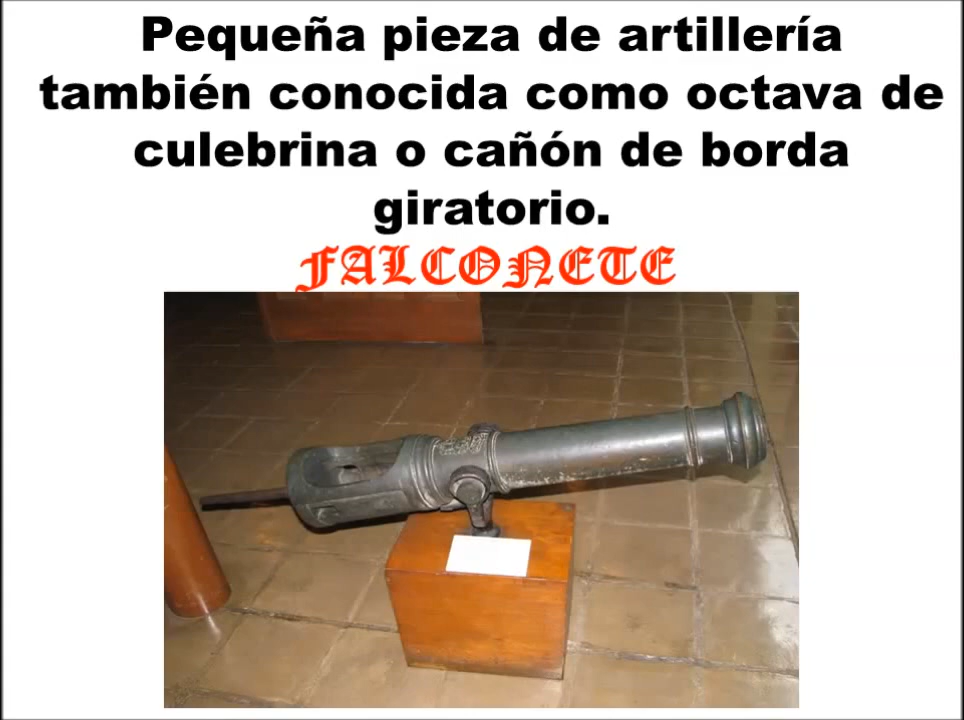 Pequeña pieza de artillería
también conocida como octava de
culebrina o cañón de borda
giratorio.
FALCONETE